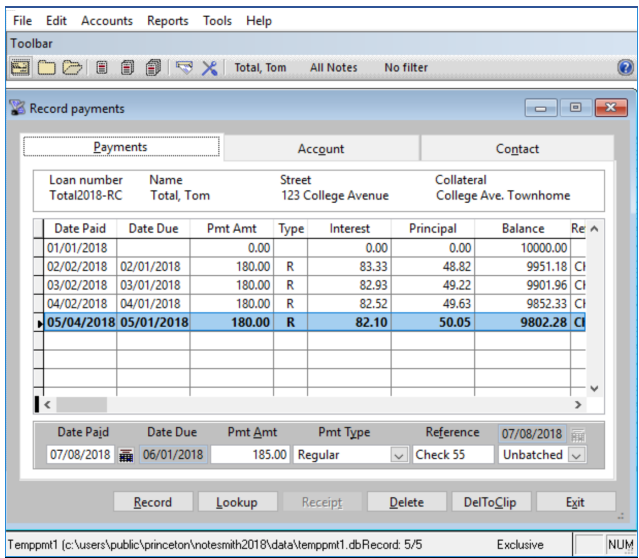 File Edit Accounts Reports Tools Help
Toolbar
Total, Tom All Notes No filter
Record payments
Payments Account Contact
Loan number Name Street Collateral
Total2018-RC Total, Tom 123 College Avenue College Ave. Townhome
Date Paid Date Due Pmt Amt Type Interest Principal Balance Re
01/01/2018 0.00 0.00 0.00 10000.00
02/02/2018 02/01/2018 180.00 R 83.33 48.82 9951.18 CH
03/02/2018 03/01/2018 180.00 R 82.93 49.22 9901.96 CH
04/02/2018 04/01/2018 180.00 R 82.52 49.63 9852.33 CH
05/04/2018 05/01/2018 180.00 R 82.10 50.05 9802.28 CH
Date Paid Date Due Pmt Amt Pmt Type Reference 07/08/2018
07/08/2018 06/01/2018 185.00 Regular Check 55 Unbatched
Record Lookup Receipt Delete DelToClip Exit
Temppmt1 (c:\users\public\princeton\notesmith2018\data\temppmt1.dbRecord: 5/5 Exclusive NUM